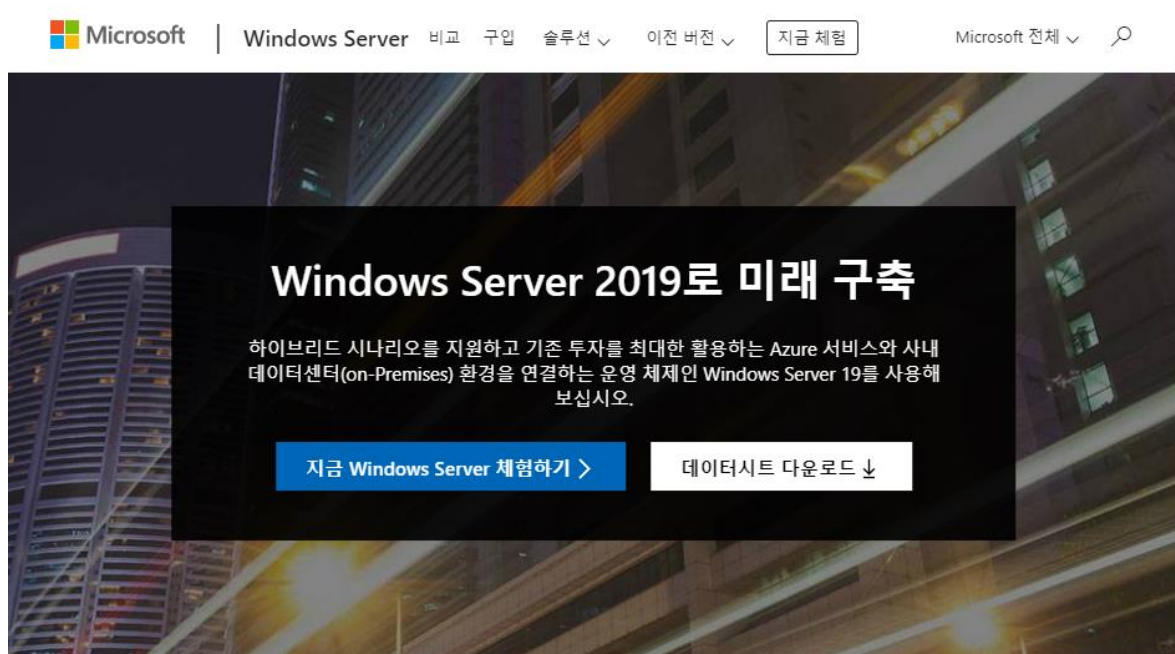 Microsoft | Windows Server 비교 구입 솔루션 이전 버전 지금 체험 Microsoft 전체
Windows Server 2019로 미래 구축
하이브리드 시나리오를 지원하고 기존 투자를 최대한 활용하는 Azure 서비스와 사내
데이터센터(on-Premises) 환경을 연결하는 운영 체제인 Windows Server 19를 사용해
보십시오.
지금 Windows Server 체험하기 데이터시트 다운로드